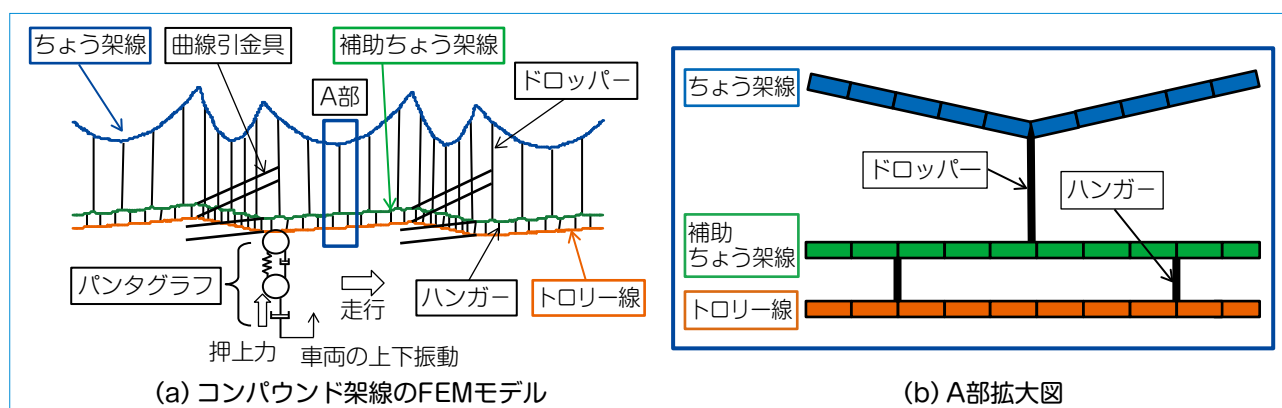 ちょう架線
曲線引金具
補助ちょう架線
A部
ドロッパー
パンタグラフ
走行
ハンガー
トロリー線
押上力
車両の上下振動
(a) コンパウンド架線のFEMモデル
ちょう架線
ドロッパー
ハンガー
補助
ちょう架線
トロリー線
(b) A部拡大図